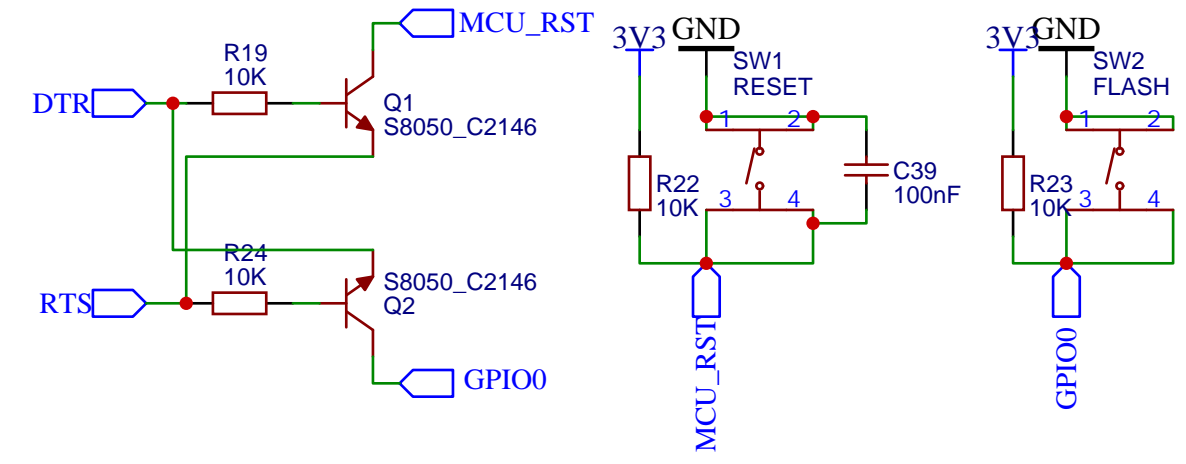 MCU_RST
R19
10K
DTR
Q1
S8050_C2146
R24
10K
S8050_C2146
Q2
RTS
GPIO0
3V3
GND
SW1
RESET
1
2
R22
10K
3
4
C39
100nF
MCU_RST
3V3
GND
SW2
FLASH
1
2
R23
10K
3
4
GPIO0